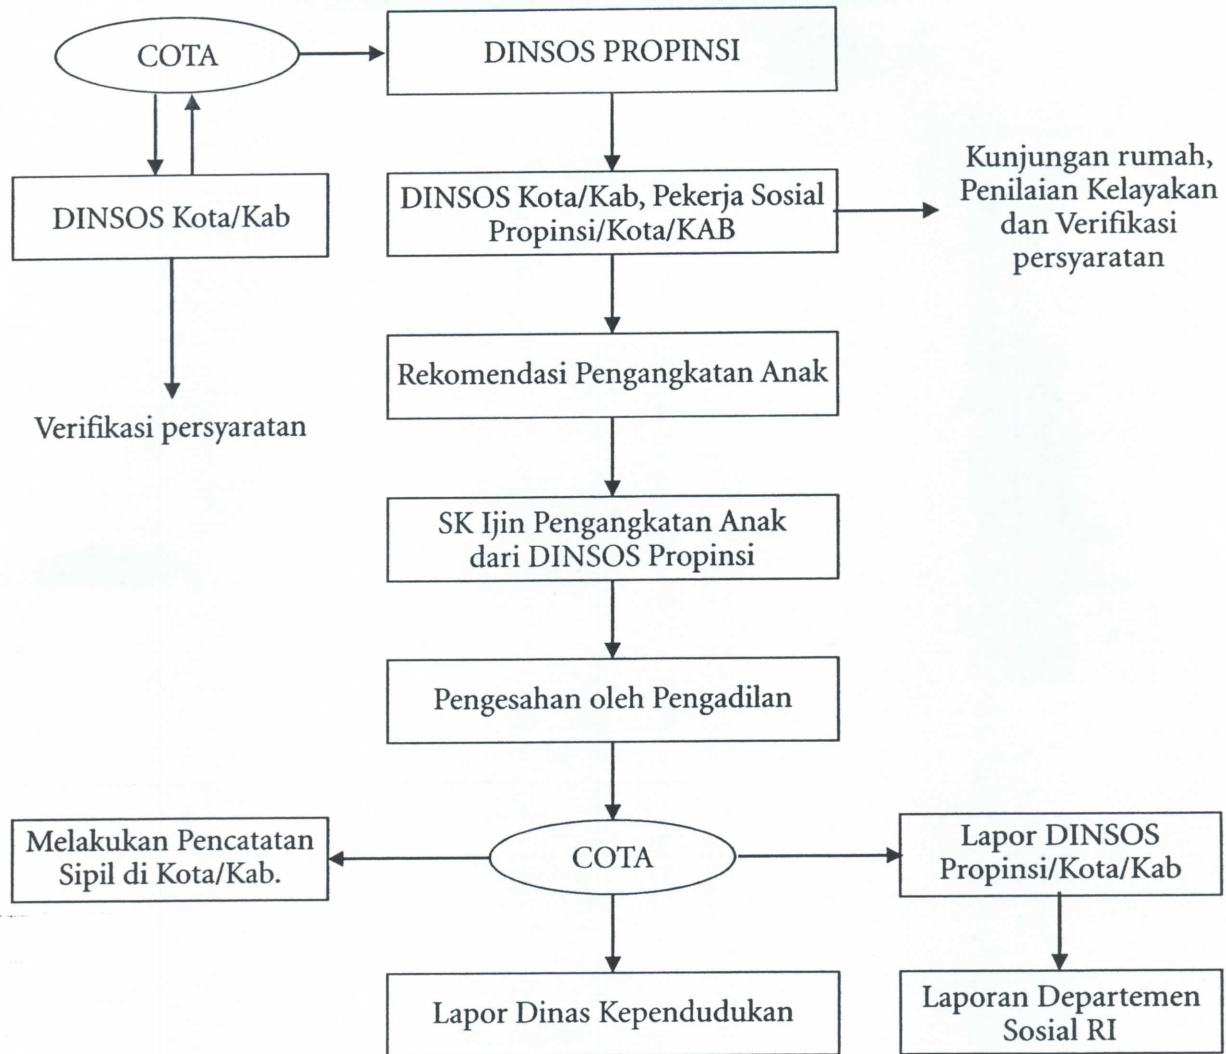 COTA
DINSOS PROPINSI
DINSOS Kota/Kab
DINSOS Kota/Kab, Pekerja Sosial
Propinsi/Kota/KAB
Kunjungan rumah,
Penilaian Kelayakan
dan Verifikasi
persyaratan
Verifikasi persyaratan
Rekomendasi Pengangkatan Anak
SK Ijin Pengangkatan Anak
dari DINSOS Propinsi
Pengesahan oleh Pengadilan
Melakukan Pencatatan
Sipil di Kota/Kab.
COTA
Lapor DINSOS
Propinsi/Kota/Kab
Lapor Dinas Kependudukan
Laporan Departemen
Sosial RI